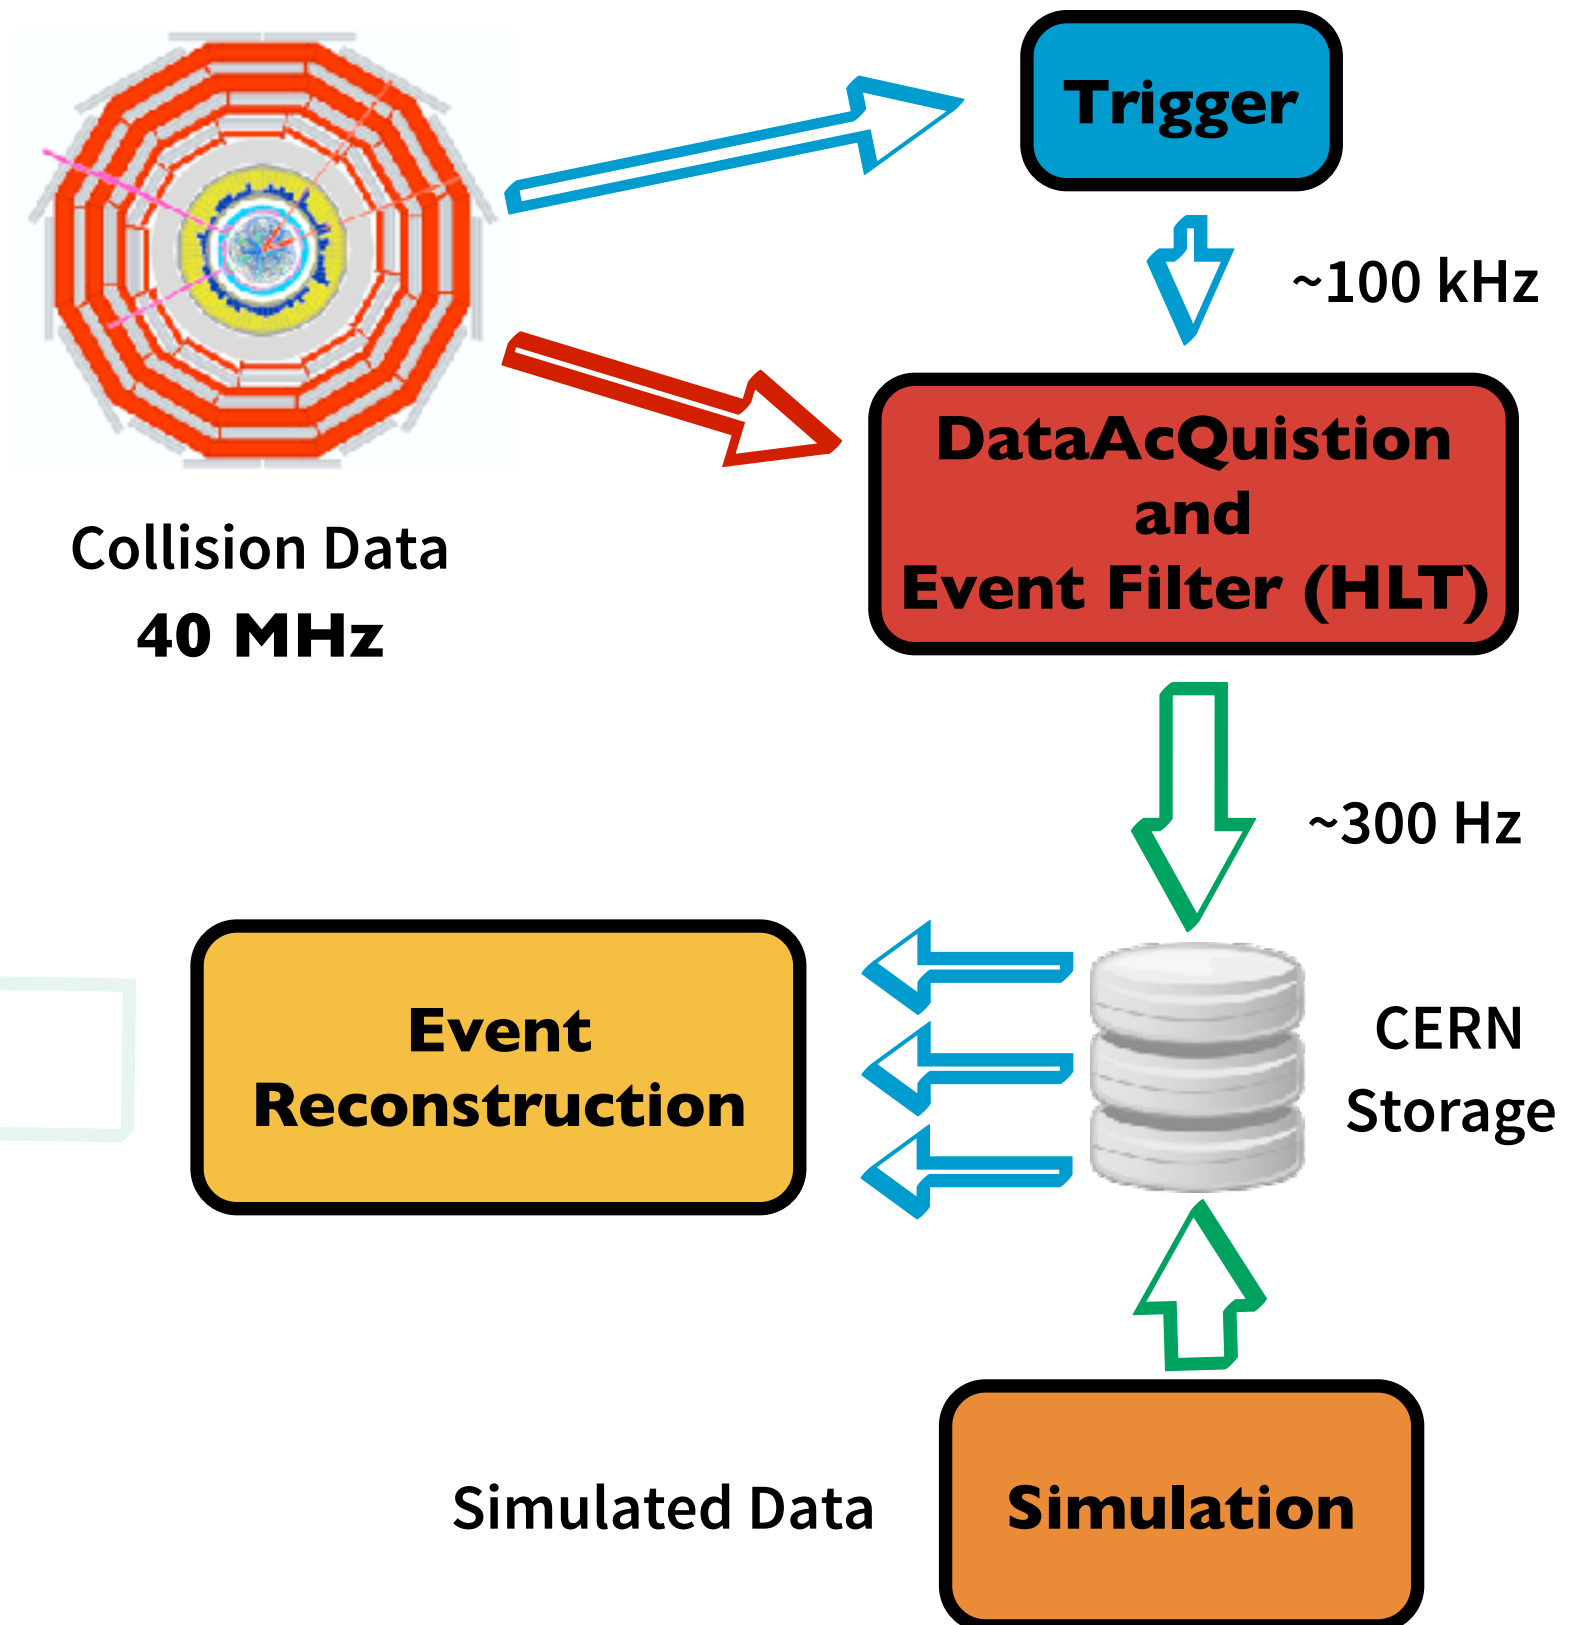 Trigger
~100 kHz
DataAcQuistion
and
Event Filter (HLT)
Collision Data
40 MHz
~300 Hz
Event
Reconstruction
CERN
Storage
Simulated Data
Simulation